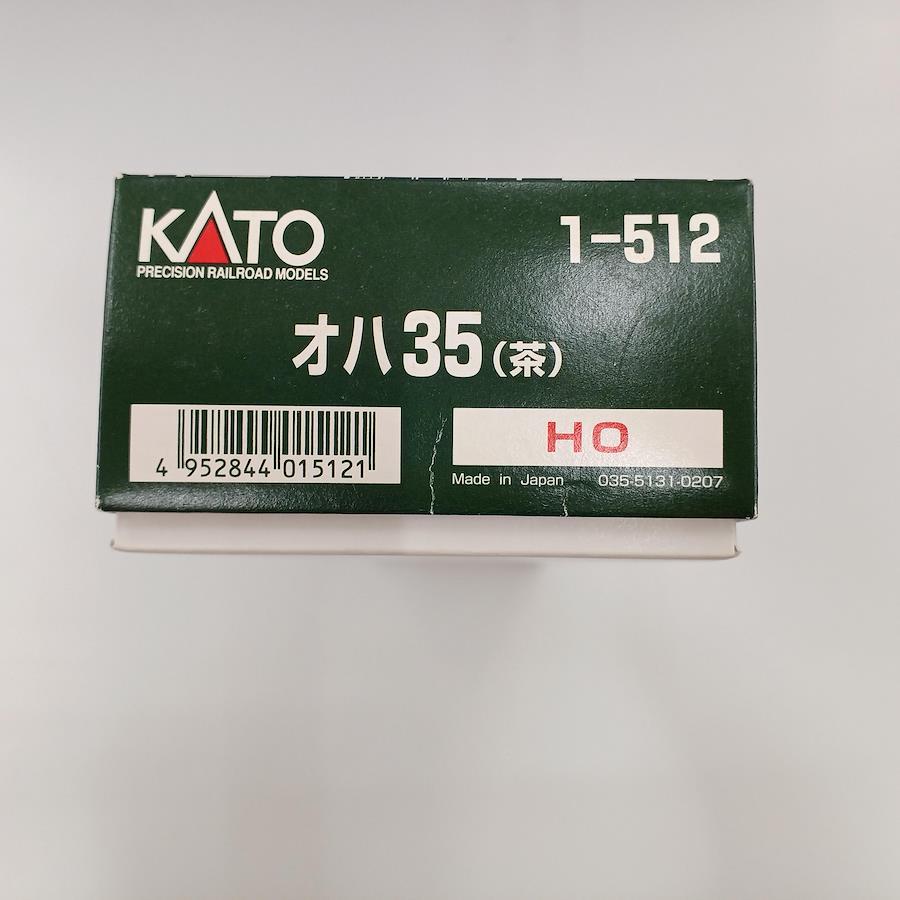 KATO
PRECISION RAILROAD MODELS
1-512
オハ35(茶)
4 952844 015121
HO
Made in Japan 035-5131-0207